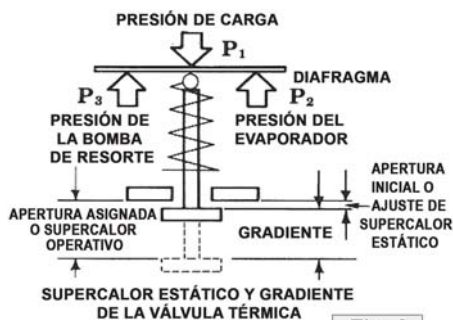 PRESIÓN DE CARGA
P1
DIAFRAGMA
P3
P2
PRESIÓN DE
LA BOMBA
DE RESORTE
PRESIÓN DEL
EVAPORADOR
APERTURA
INICIAL O
AJUSTE DE
SUPERCALOR
ESTÁTICO
APERTURA ASIGNADA
O SUPERCALOR
OPERATIVO
GRADIENTE
SUPERCALOR ESTÁTICO Y GRADIENTE
DE LA VÁLVULA TÉRMICA